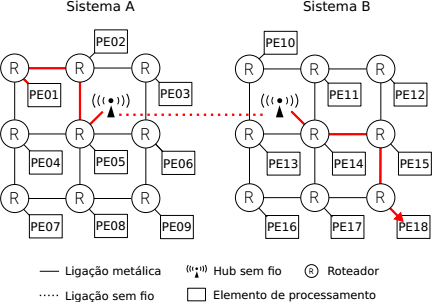 Sistema A Sistema B
PE02 PE10
R R R R R R
PE01 PE03 PE11 PE12
R R R R R R
PE04 PE05 PE06 PE13 PE14 PE15
R R R R R R
PE07 PE08 PE09 PE16 PE17 PE18
Ligação metálica Hub sem fio R Roteador
Ligação sem fio Elemento de processamento